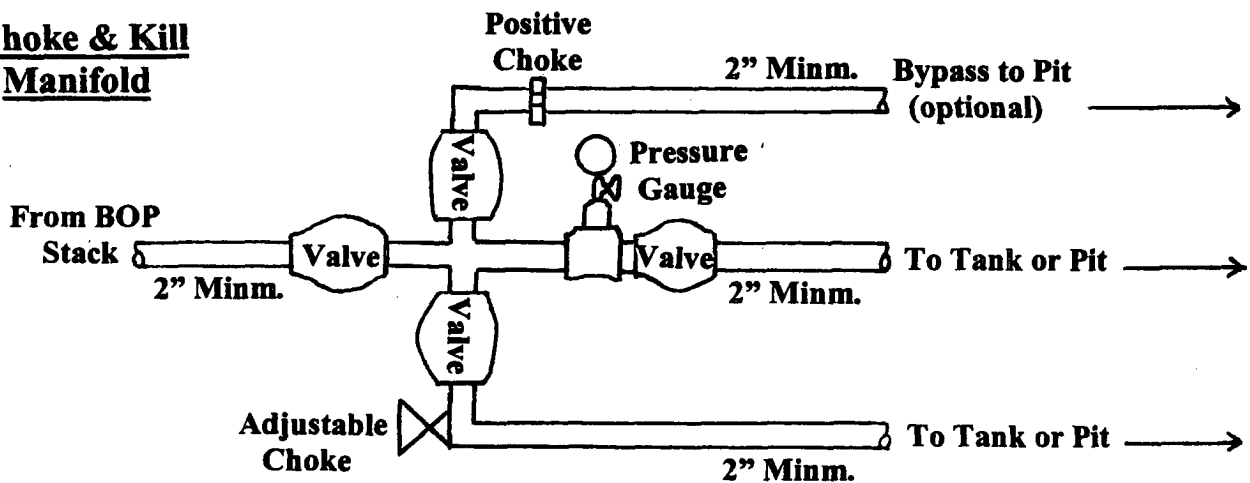 hoke & Kill
Manifold
Positive
Choke
2” Minm.
Bypass to Pit
(optional)
Valve
Pressure
Gauge
From BOP
Stack
Valve
Valve
To Tank or Pit
2” Minm.
2” Minm.
Valve
Adjustable
Choke
To Tank or Pit
2” Minm.